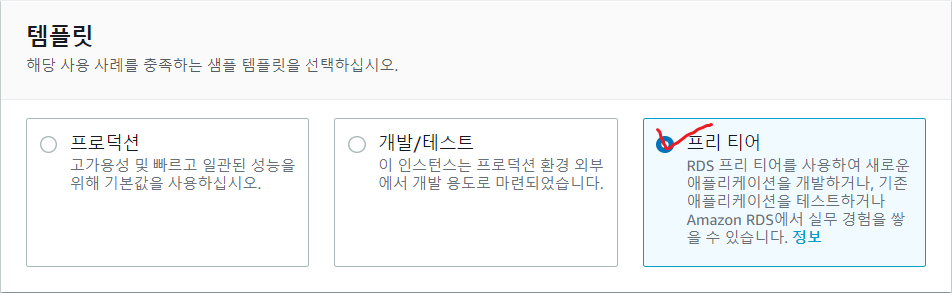 템플릿
해당 사용 사례를 충족하는 샘플 템플릿을 선택하십시오.
프로덕션
고가용성 및 빠르고 일관된 성능을
위해 기본값을 사용하십시오.
개발/테스트
이 인스턴스는 프로덕션 환경 외부
에서 개발 용도로 마련되었습니다.
프리 티어
RDS 프리 티어를 사용하여 새로운
애플리케이션을 개발하거나, 기존
애플리케이션을 테스트하거나
Amazon RDS에서 실무 경험을 쌓
을 수 있습니다. 정보